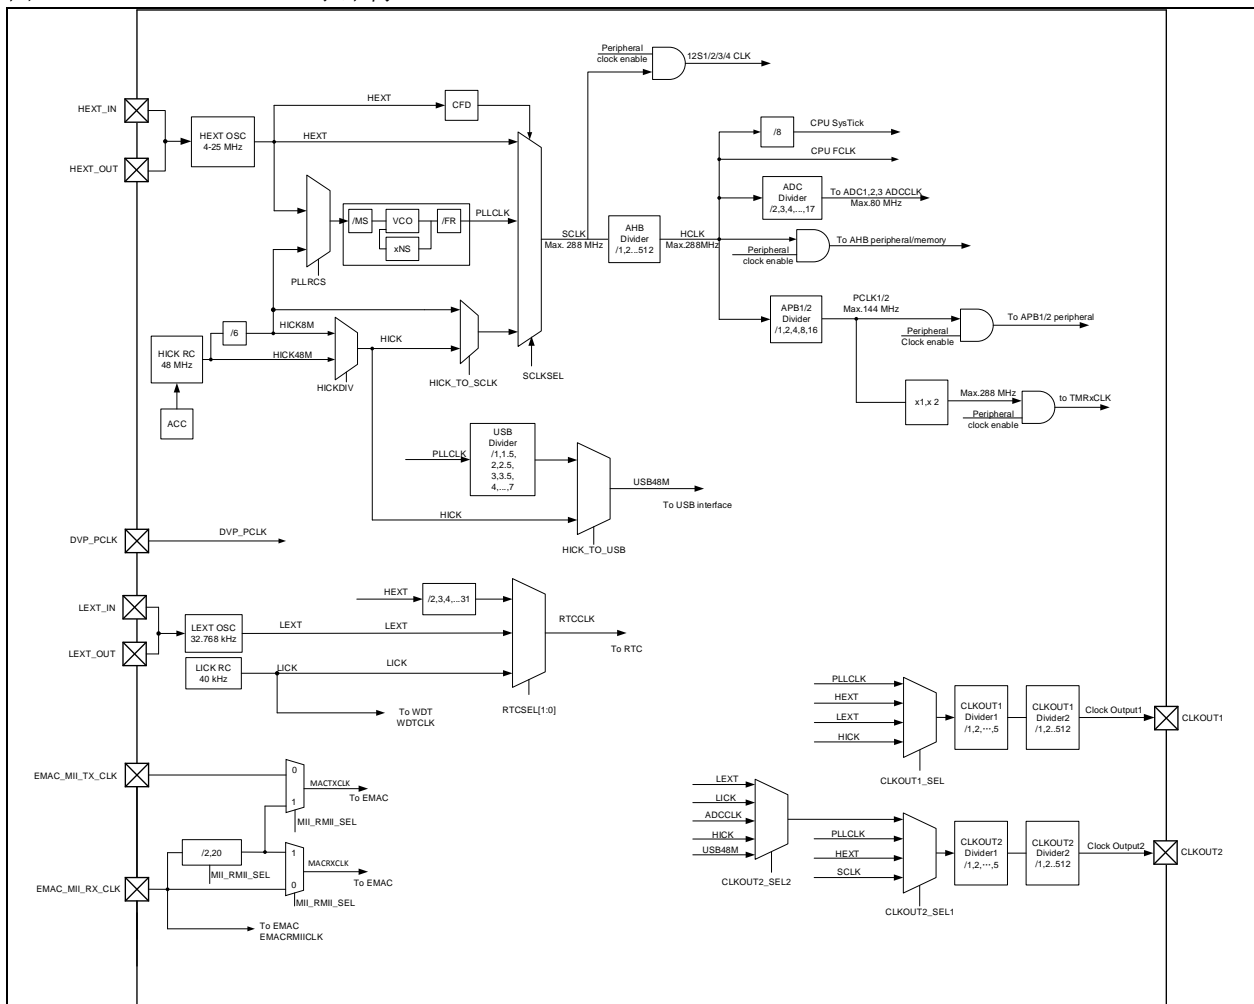 Peripheral
clock enable
12S1/2/3/4 CLK
HEXT_IN
HEXT_OUT
HEXT OSC
4-25 MHz
HEXT
CFD
HEXT
/8
CPU SysTick
CPU FCLK
ADC
Divider
/2,3,4,...,17
To ADC1,2,3 ADCCLK
Max.80 MHz
/MS
VCO
xNS
/FR
PLLCLK
PLLRCS
SCLK
Max. 288 MHz
AHB
Divider
/1,2...512
HCLK
Max.288MHz
To AHB peripheral/memory
Peripheral
clock enable
APB1/2
Divider
/1,2,4,8,16
PCLK1/2
Max.144 MHz
To APB1/2 peripheral
Peripheral
Clock enable
/6
HICK8M
HICK RC
48 MHz
HICK48M
HICK
HICKDIV
HICK_TO_SCLK
SCLKSEL
ACC
x1,x 2
Max.288 MHz
to TMRxCLK
Peripheral
clock enable
PLLCLK
USB
Divider
/1,1.5,
2,2.5,
3,3.5,
4,...,7
USB48M
To USB interface
HICK
HICK_TO_USB
DVP_PCLK
DVP_PCLK
LEXT_IN
LEXT_OUT
LEXT OSC
32.768 kHz
LEXT
LEXT
HEXT
/2,3,4,...31
RTCCLK
To RTC
LICK RC
40 kHz
LICK
LICK
To WDT
WDTCLK
RTCSEL[1:0]
PLLCLK
HEXT
LEXT
HICK
CLKOUT1_SEL
CLKOUT1
Divider1
/1,2,···,5
CLKOUT1
Divider2
/1,2..512
Clock Output1
CLKOUT1
EMAC_MII_TX_CLK
0
1
MACTXCLK
To EMAC
MII_RMII_SEL
/2,20
MII_RMII_SEL
1
0
MACRXCLK
To EMAC
MII_RMII_SEL
EMAC_MII_RX_CLK
To EMAC
EMACRMIICLK
LEXT
LICK
ADCCLK
HICK
USB48M
CLKOUT2_SEL2
PLLCLK
HEXT
SCLK
CLKOUT2_SEL1
CLKOUT2
Divider1
/1,2,···,5
CLKOUT2
Divider2
/1,2..512
Clock Output2
CLKOUT2